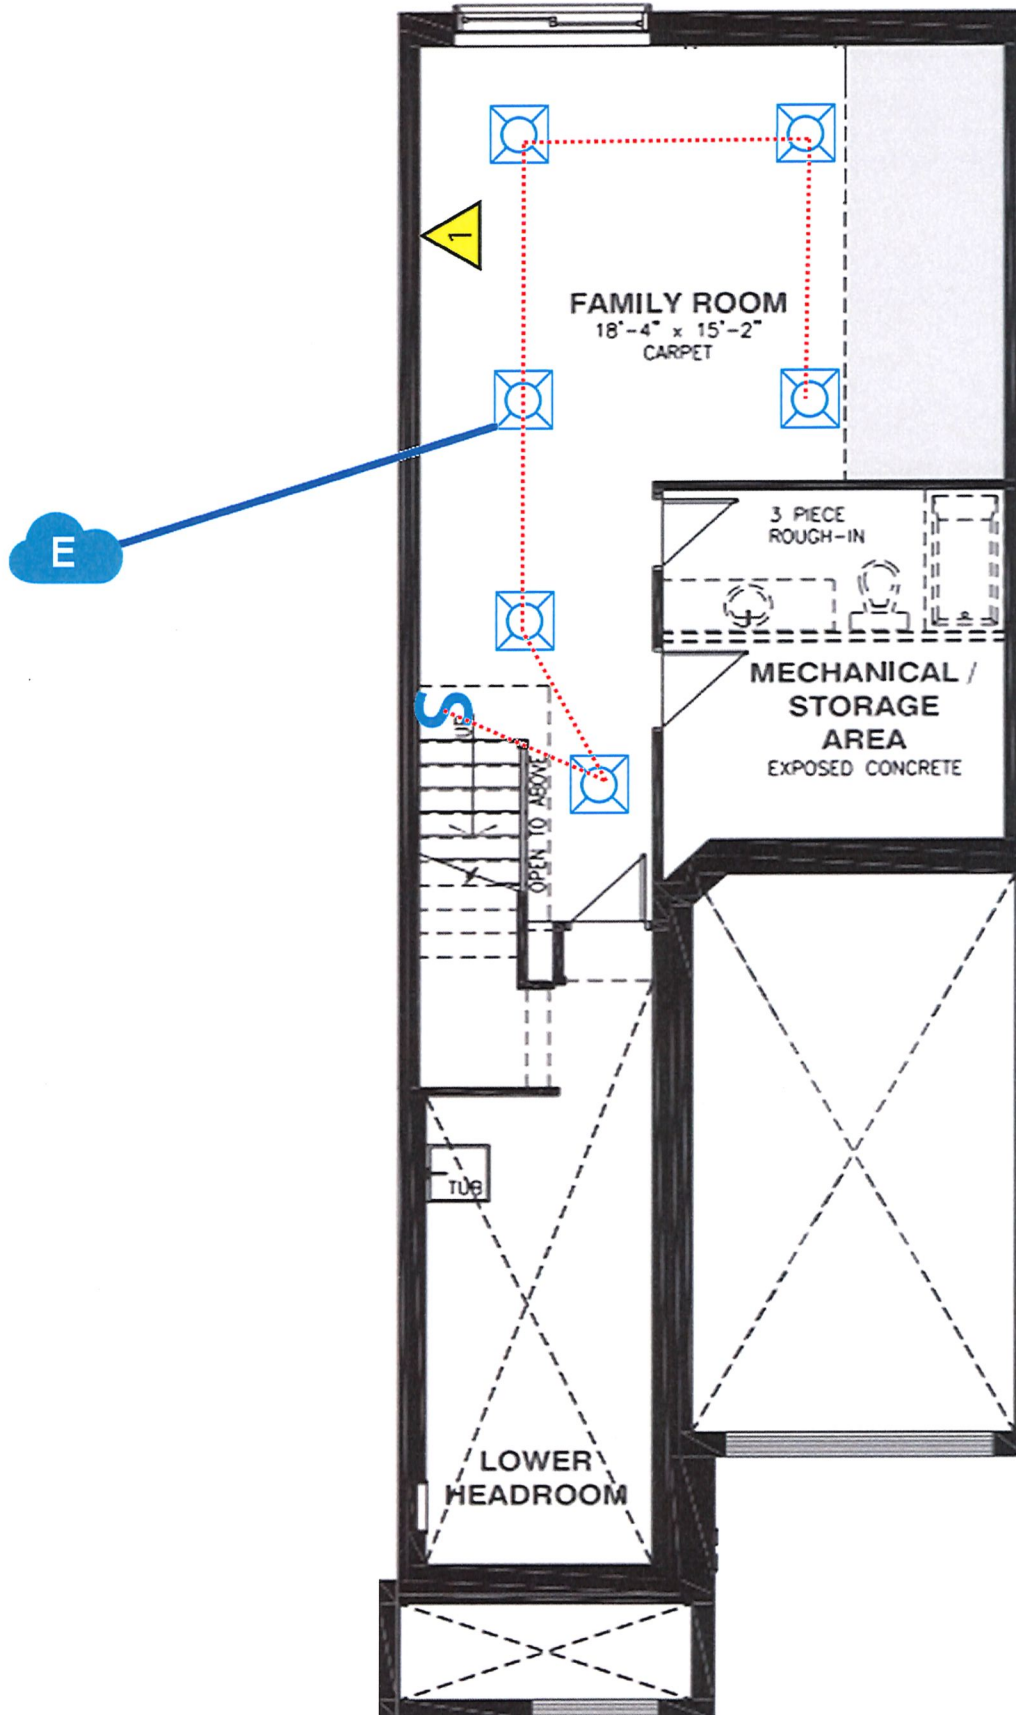 1
FAMILY ROOM
18'-4" x 15'-2"
CARPET
E
3 PIECE
ROUGH-IN
MECHANICAL /
STORAGE
AREA
EXPOSED CONCRETE
S
UP
OPEN TO ABOVE
TUB
LOWER
HEADROOM